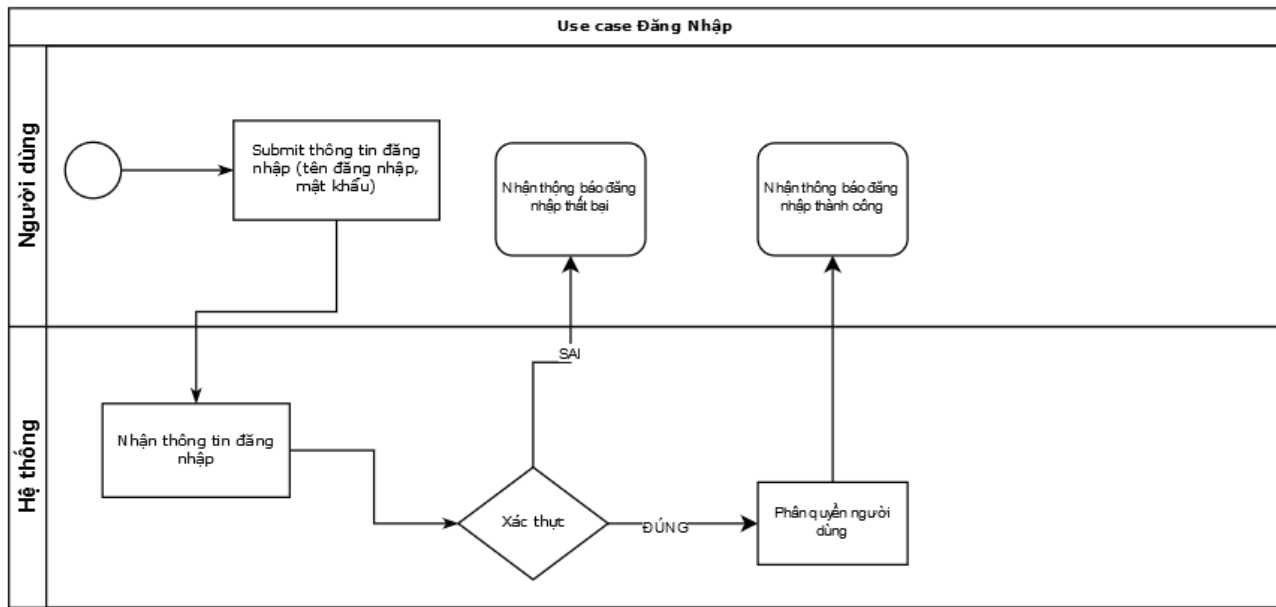 Use case Đăng Nhập
Người dùng
Submit thông tin đăng
nhập (tên đăng nhập,
mật khẩu)
Nhận thông báo đăng
nhập thất bại
Nhận thông báo đăng
nhập thành công
Hệ thống
SAI
Nhận thông tin đăng
nhập
Xác thực
ĐÚNG
Phân quyền người
dùng